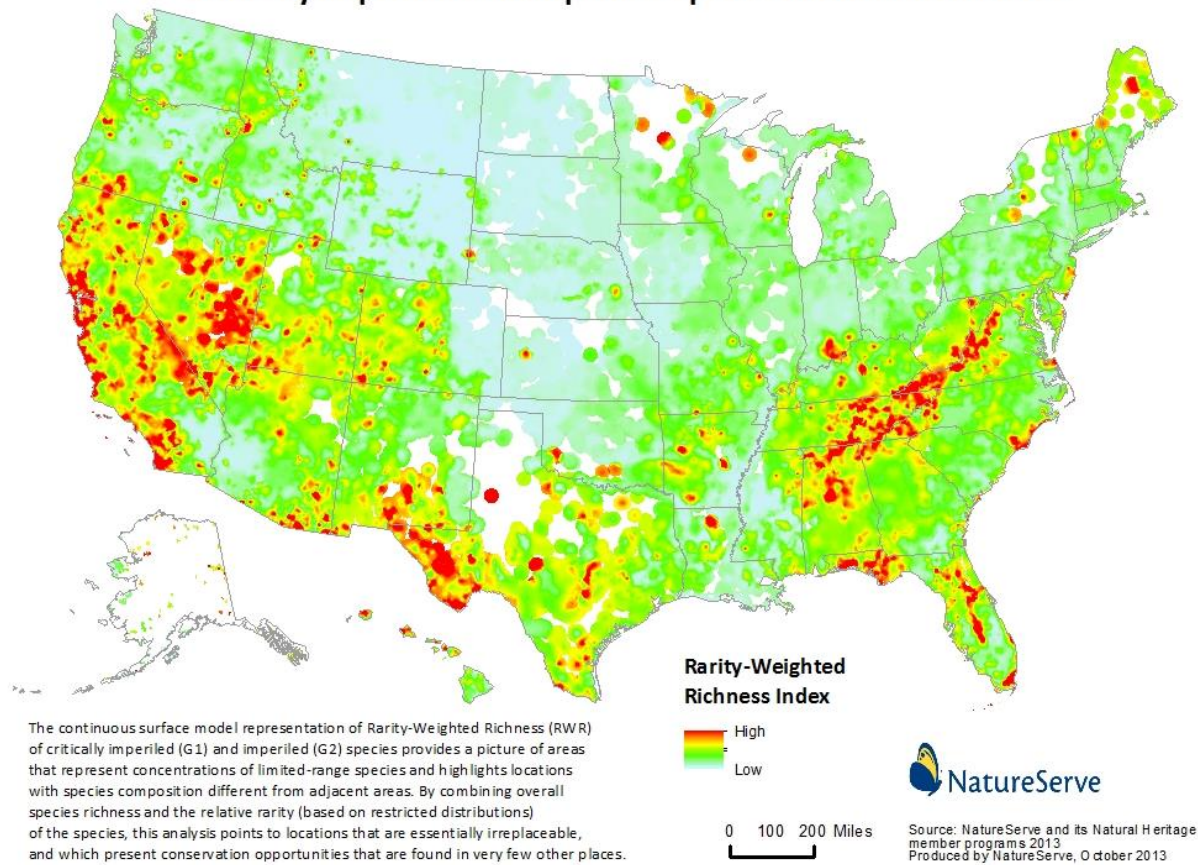 Rarity-Weighted
Richness Index
High
Low
The continuous surface model representation of Rarity-Weighted Richness (RWR)
of critically imperiled (G1) and imperiled (G2) species provides a picture of areas
that represent concentrations of limited-range species and highlights locations
with species composition different from adjacent areas. By combining overall
species richness and the relative rarity (based on restricted distributions)
of the species, this analysis points to locations that are essentially irreplaceable,
and which present conservation opportunities that are found in very few other places.
NatureServe
0 100 200 Miles
Source: NatureServe and its Natural Heritage
member programs 2013
Produced by NatureServe, October 2013